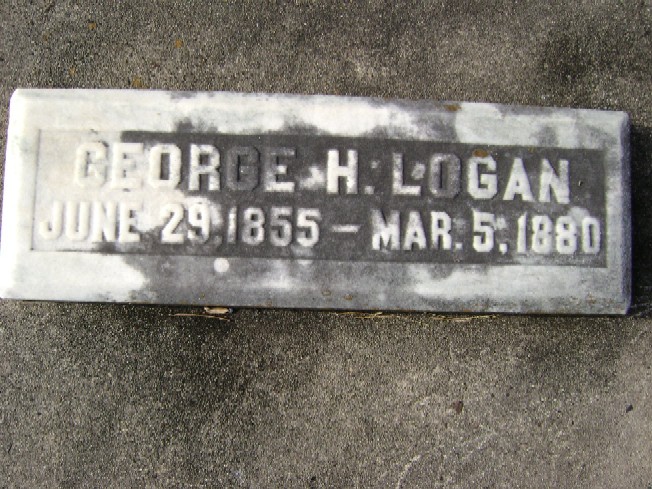 GEORGE H. LOGAN
JUNE 29, 1855 – MAR. 5, 1880